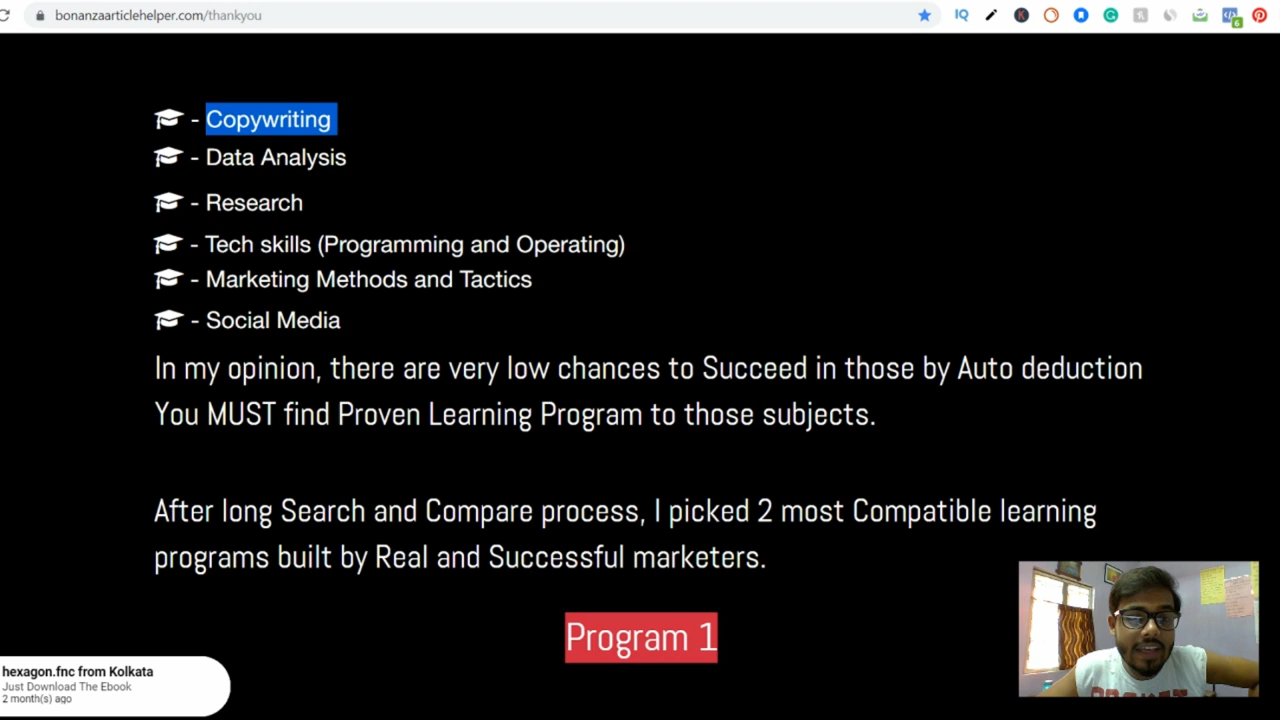 bonanzaarticlehelper.com/thankyou
- Copywriting
- Data Analysis
- Research
- Tech skills (Programming and Operating)
- Marketing Methods and Tactics
- Social Media
In my opinion, there are very low chances to Succeed in those by Auto deduction
You MUST find Proven Learning Program to those subjects.
After long Search and Compare process, I picked 2 most Compatible learning
programs built by Real and Successful marketers.
Program 1
hexagon.fnc from Kolkata
Just Download The Ebook
2 month(s) ago